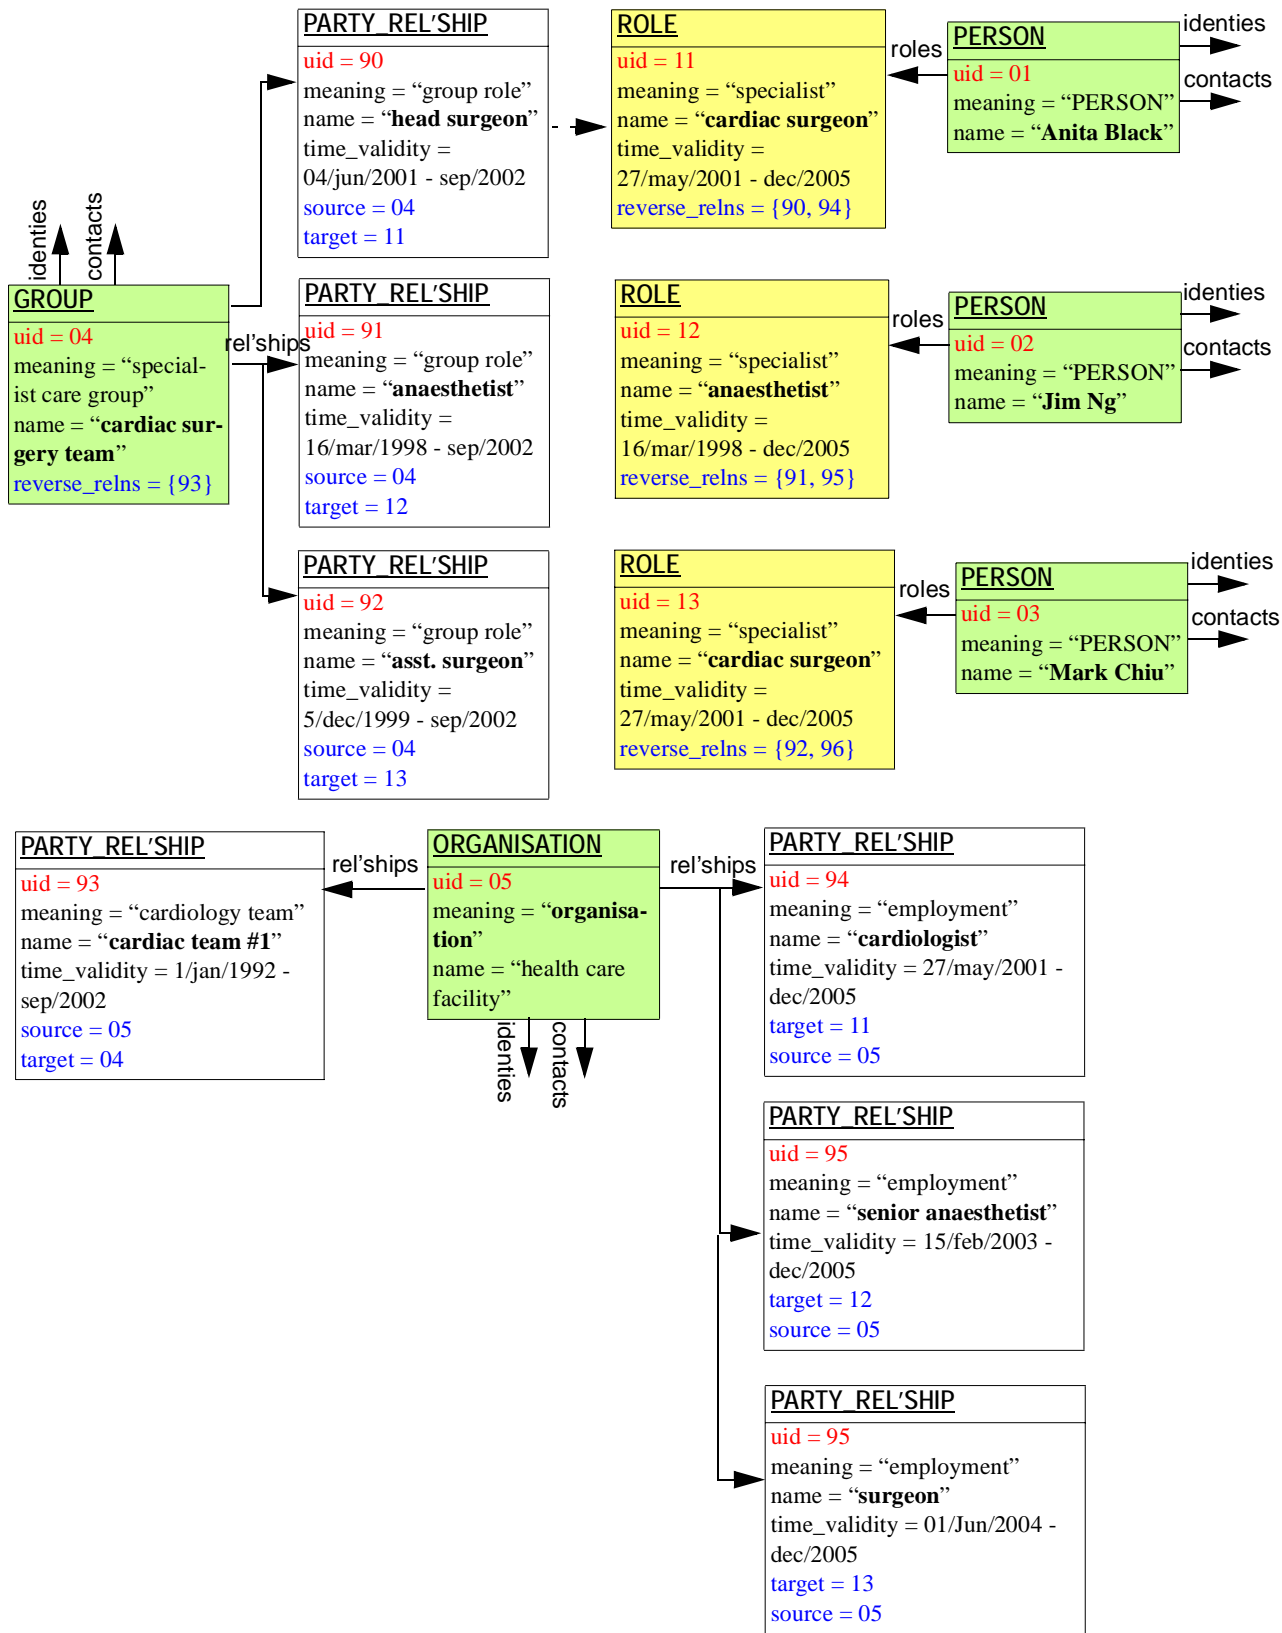 PARTY_REL’SHIP
uid = 90
meaning = “group role”
name = “head surgeon”
time_validity =
04/jun/2001 - sep/2002
source = 04
target = 11
ROLE
uid = 11
meaning = “specialist”
name = “cardiac surgeon”
time_validity =
27/may/2001 - dec/2005
reverse_relns = {90, 94}
roles
PERSON
uid = 01
meaning = “PERSON”
name = “Anita Black”
identies
contacts
identies
contacts
GROUP
uid = 04
meaning = “special-
ist care group”
name = “cardiac sur-
gery team”
reverse_relns = {93}
rel’ships
PARTY_REL’SHIP
uid = 91
meaning = “group role”
name = “anaesthetist”
time_validity =
16/mar/1998 - sep/2002
source = 04
target = 12
ROLE
uid = 12
meaning = “specialist”
name = “anaesthetist”
time_validity =
16/mar/1998 - dec/2005
reverse_relns = {91, 95}
roles
PERSON
uid = 02
meaning = “PERSON”
name = “Jim Ng”
identies
contacts
PARTY_REL’SHIP
uid = 92
meaning = “group role”
name = “asst. surgeon”
time_validity =
5/dec/1999 - sep/2002
source = 04
target = 13
ROLE
uid = 13
meaning = “specialist”
name = “cardiac surgeon”
time_validity =
27/may/2001 - dec/2005
reverse_relns = {92, 96}
roles
PERSON
uid = 03
meaning = “PERSON”
name = “Mark Chiu”
identies
contacts
PARTY_REL’SHIP
uid = 93
meaning = “cardiology team”
name = “cardiac team #1”
time_validity = 1/jan/1992 -
sep/2002
source = 05
target = 04
rel’ships
ORGANISATION
uid = 05
meaning = “organisa-
tion”
name = “health care
facility”
identies
contacts
rel’ships
PARTY_REL’SHIP
uid = 94
meaning = “employment”
name = “cardiologist”
time_validity = 27/may/2001 -
dec/2005
target = 11
source = 05
PARTY_REL’SHIP
uid = 95
meaning = “employment”
name = “senior anaesthetist”
time_validity = 15/feb/2003 -
dec/2005
target = 12
source = 05
PARTY_REL’SHIP
uid = 95
meaning = “employment”
name = “surgeon”
time_validity = 01/Jun/2004 -
dec/2005
target = 13
source = 05